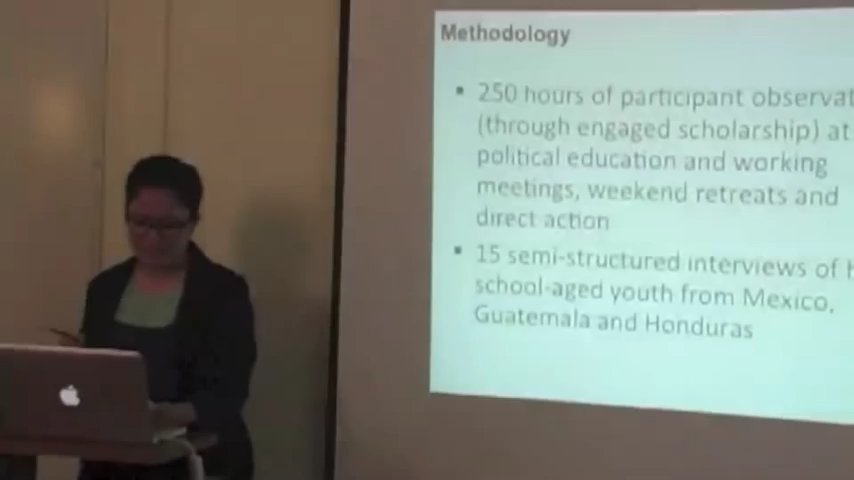 Methodology
▪ 250 hours of participant observat
(through engaged scholarship) at
political education and working
meetings, weekend retreats and
direct action
▪ 15 semi-structured interviews of h
school-aged youth from Mexico,
Guatemala and Honduras